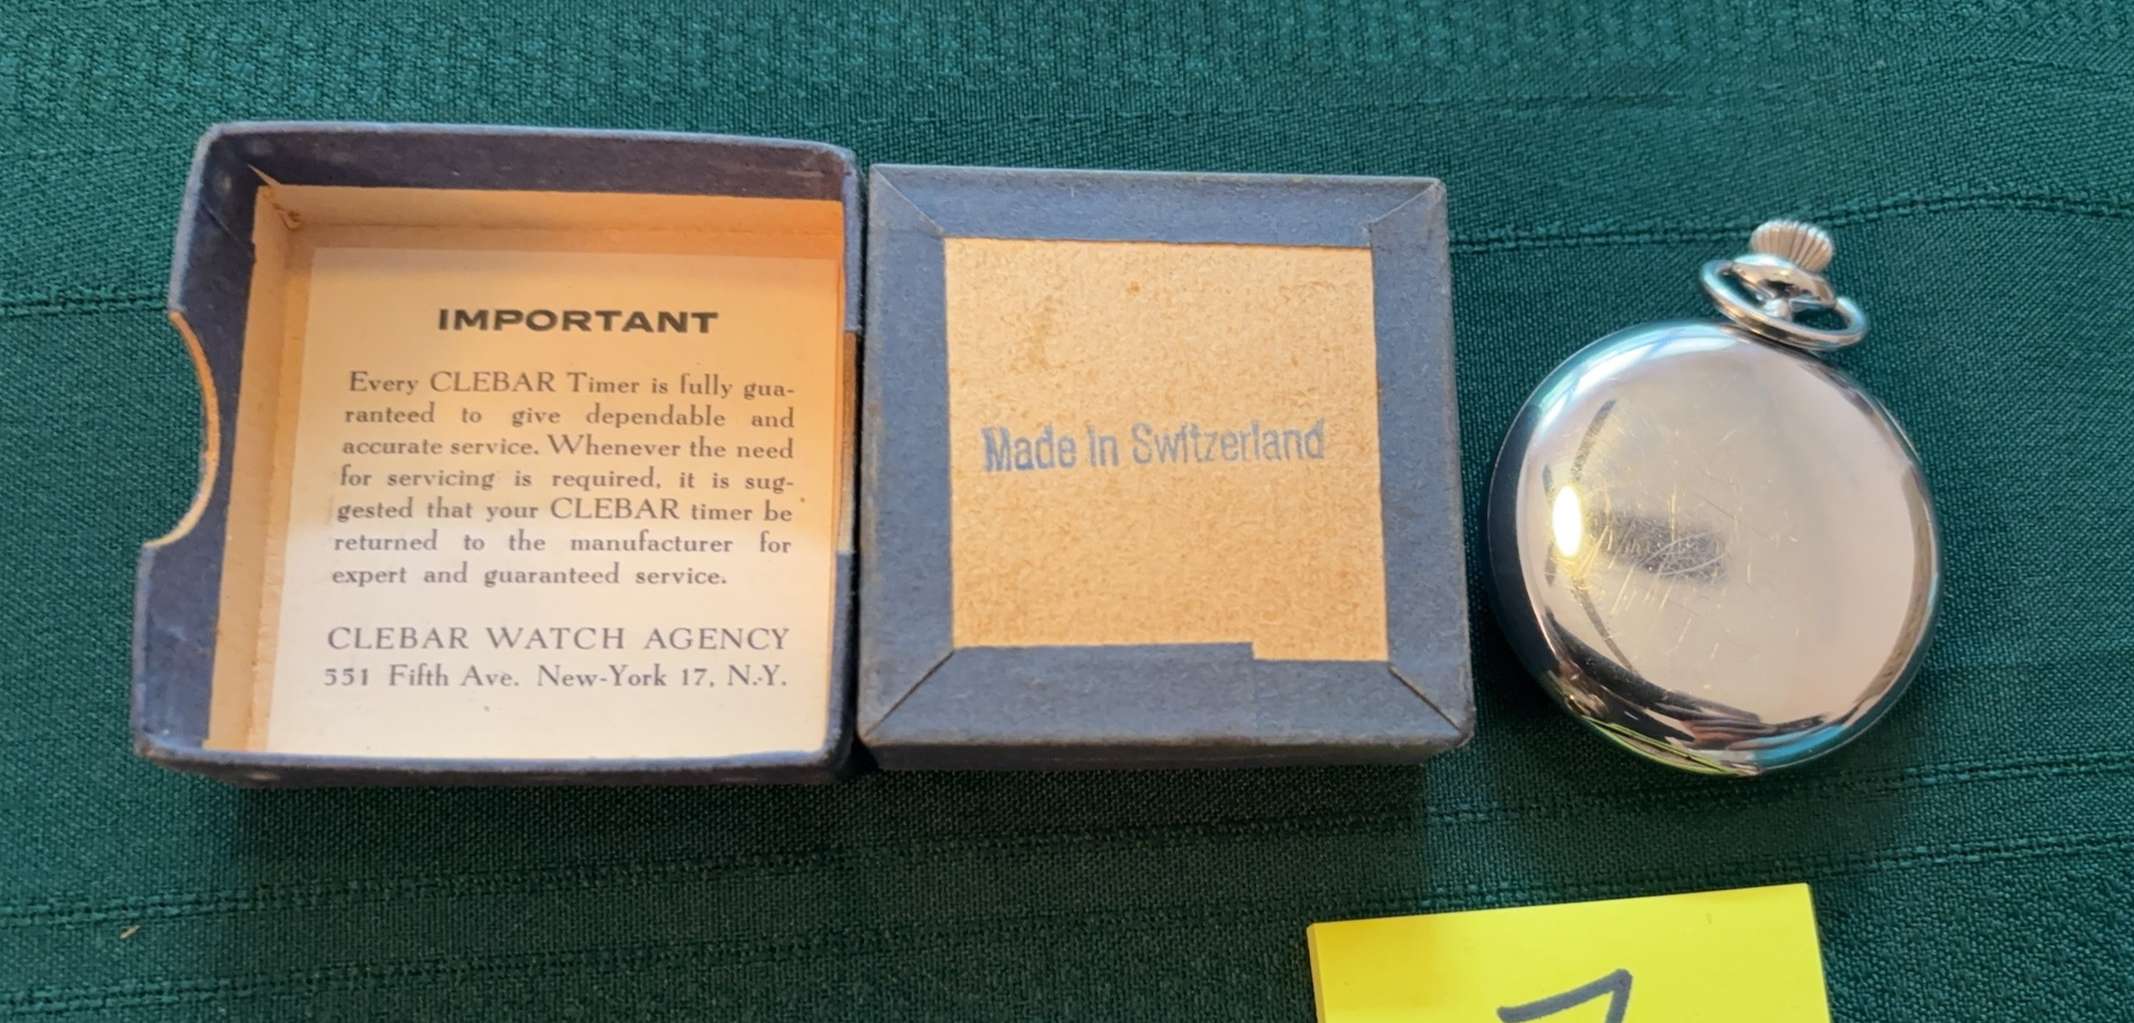 IMPORTANT
Every CLEBAR Timer is fully gua-
ranteed to give dependable and
accurate service. Whenever the need
for servicing is required, it is sug-
gested that your CLEBAR timer be
returned to the manufacturer for
expert and guaranteed service.
CLEBAR WATCH AGENCY
551 Fifth Ave. New-York 17, N.-Y.
Made in Switzerland